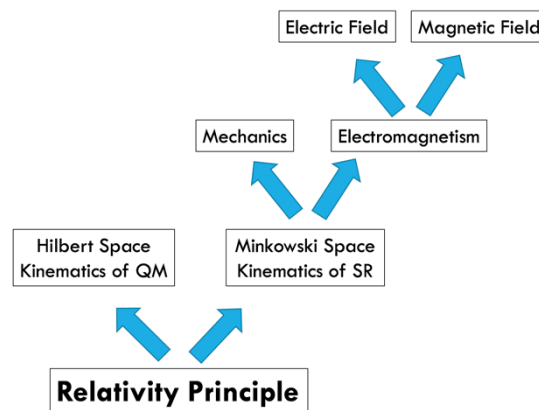 Electric Field
Magnetic Field
Mechanics
Electromagnetism
Hilbert Space
Kinematics of QM
Minkowski Space
Kinematics of SR
Relativity Principle